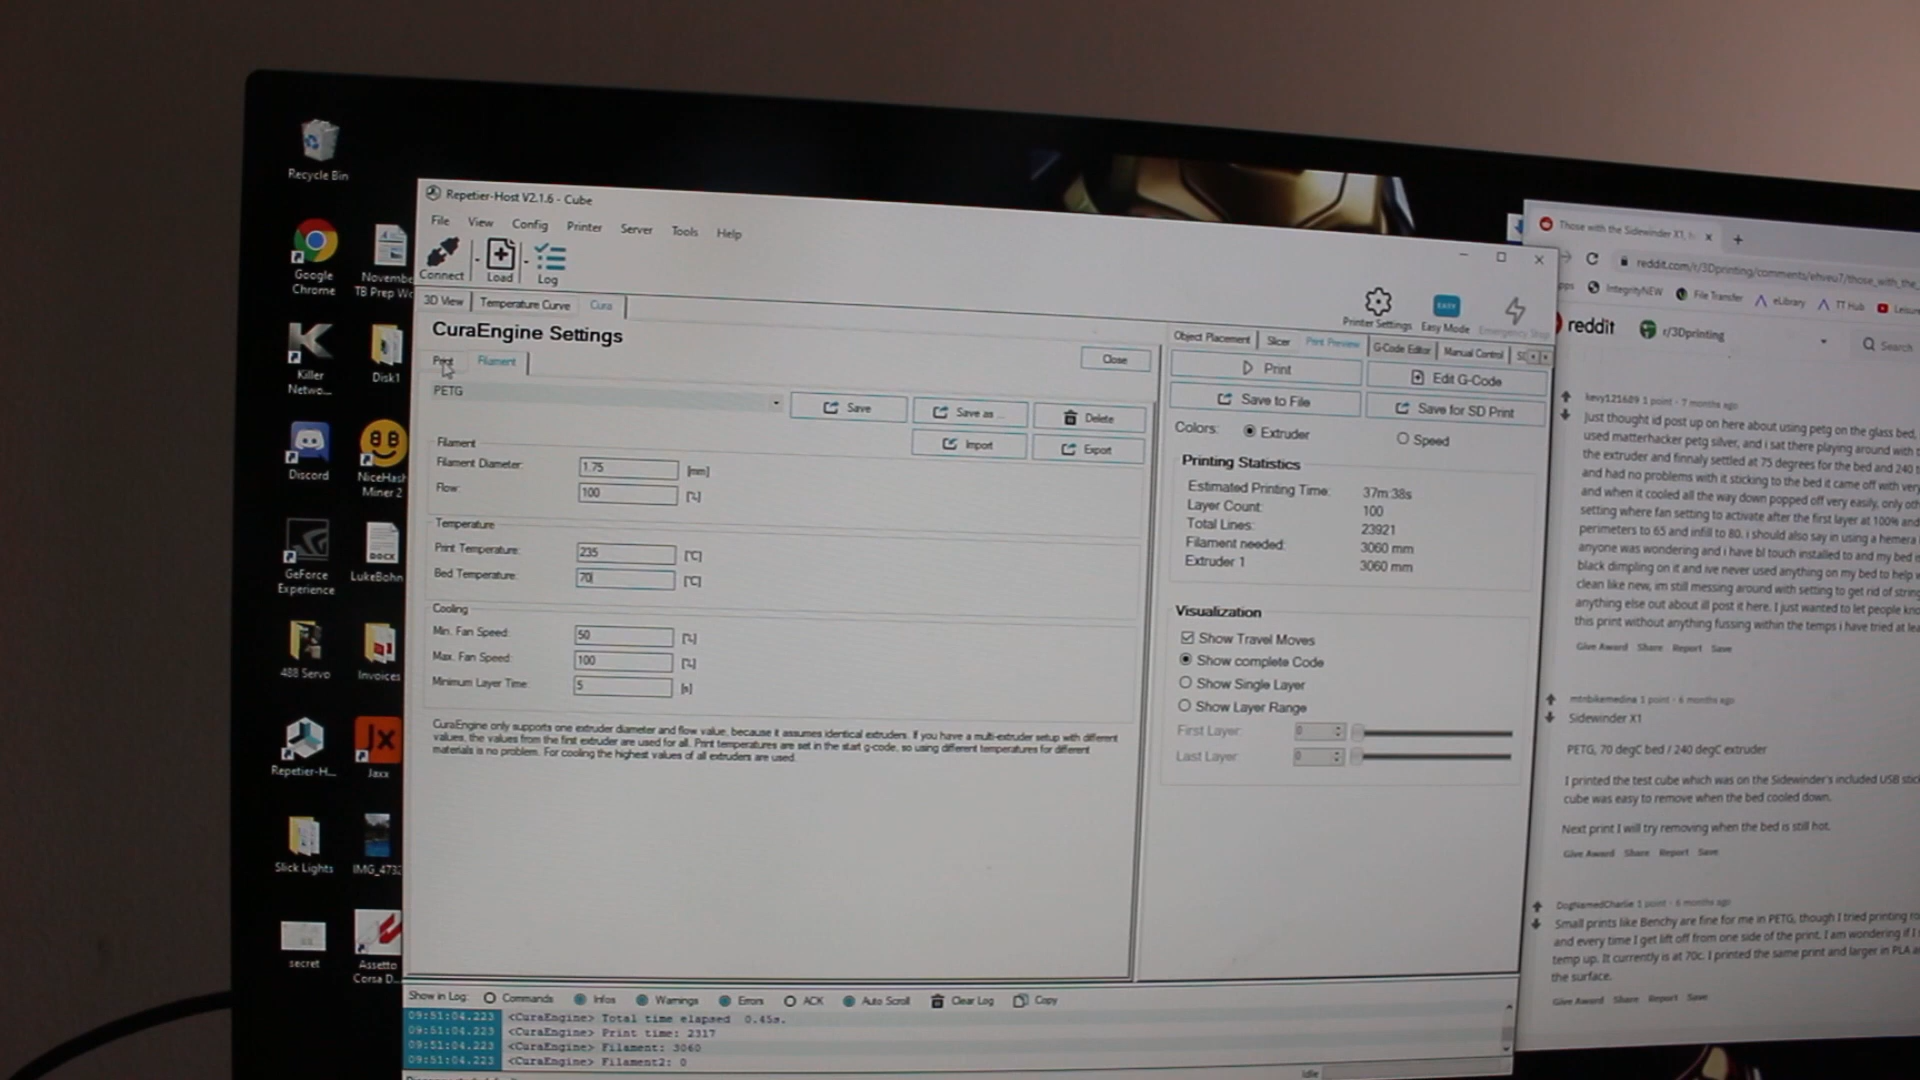 Recycle Bin
Google Chrome
Novembe
TB Prep Wo
Killer Netwo...
Disk1
Discord
NiceHash Miner 2
GeForce Experience
DOCX
LukeBohn
488 Servo
Invoices
Repetier-H...
Jaxx
Slick Lights
IMG_4732
secret
Assetto Corsa D...
Repetier-Host V2.1.6 - Cube
File View Config Printer Server Tools Help
Connect Load Log
Printer Settings Easy Mode Emergency Stop
3D View Temperature Curve Cura
CuraEngine Settings
Close
Print Filament
PETG
Save Save as ... Delete
Import Export
Filament
Filament Diameter: 1.75 [mm]
Flow: 100 [%]
Temperature
Print Temperature: 235 [°C]
Bed Temperature: 70 [°C]
Cooling
Min. Fan Speed: 50 [%]
Max. Fan Speed: 100 [%]
Minimum Layer Time: 5 [s]
CuraEngine only supports one extruder diameter and flow value, because it assumes identical extruders. If you have a multi-extruder setup with different
values, the values from the first extruder are used for all. Print temperatures are set in the start g-code, so using different temperatures for different
materials is no problem. For cooling the highest values of all extruders are used.
Object Placement Slicer Print Preview G-Code Editor Manual Control
Print Edit G-Code
Save to File Save for SD Print
Colors: Extruder Speed
Printing Statistics
Estimated Printing Time: 37m:38s
Layer Count: 100
Total Lines: 23921
Filament needed: 3060 mm
Extruder 1 3060 mm
Visualization
Show Travel Moves
Show complete Code
Show Single Layer
Show Layer Range
First Layer: 0
Last Layer: 0
Show in Log: Commands Infos Warnings Errors ACK Auto Scroll Clear Log Copy
09:51:04.223 <CuraEngine> Total time elapsed 0.45s.
09:51:04.223 <CuraEngine> Print time: 2317
09:51:04.223 <CuraEngine> Filament: 3060
09:51:04.223 <CuraEngine> Filament2: 0
Idle
Those with the Sidewinder X1,
reddit.com/r/3Dprinting/comments/ehveu7/those_with_the_
IntegrityNEW File Transfer eLibrary TT Hub Leisure
reddit r/3Dprinting Search
kevy121689 1 point · 7 months ago
Just thought id post up on here about using petg on the glass bed,
used matterhacker petg silver, and i sat there playing around with
the extruder and finnaly settled at 75 degrees for the bed and 240
and had no problems with it sticking to the bed it came off with very
and when it cooled all the way down popped off very easily, only
setting where fan setting to activate after the first layer at 100% and
perimeters to 65 and infill to 80. i should also say in using a hemera
anyone was wondering and i have bl touch installed to and my bed
black dimpling on it and ive never used anything on my bed to help
clean like new, im still messing around with setting to get rid of
anything else out about ill post it here. I just wanted to let people
this print without anything fussing within the temps i have tried at
Give Award Share Report Save
mtnbikemedina 1 point · 6 months ago
Sidewinder X1
PETG, 70 degC bed / 240 degC extruder
I printed the test cube which was on the Sidewinder's included USB
cube was easy to remove when the bed cooled down.
Next print I will try removing when the bed is still hot.
Give Award Share Report Save
DogNamedCharlie 1 point · 6 months ago
Small prints like Benchy are fine for me in PETG, though I tried printing
and every time I get lift off from one side of the print. I am wondering if I
temp up. It currently is at 70c. I printed the same print and larger in PLA
the surface.
Give Award Share Report Save